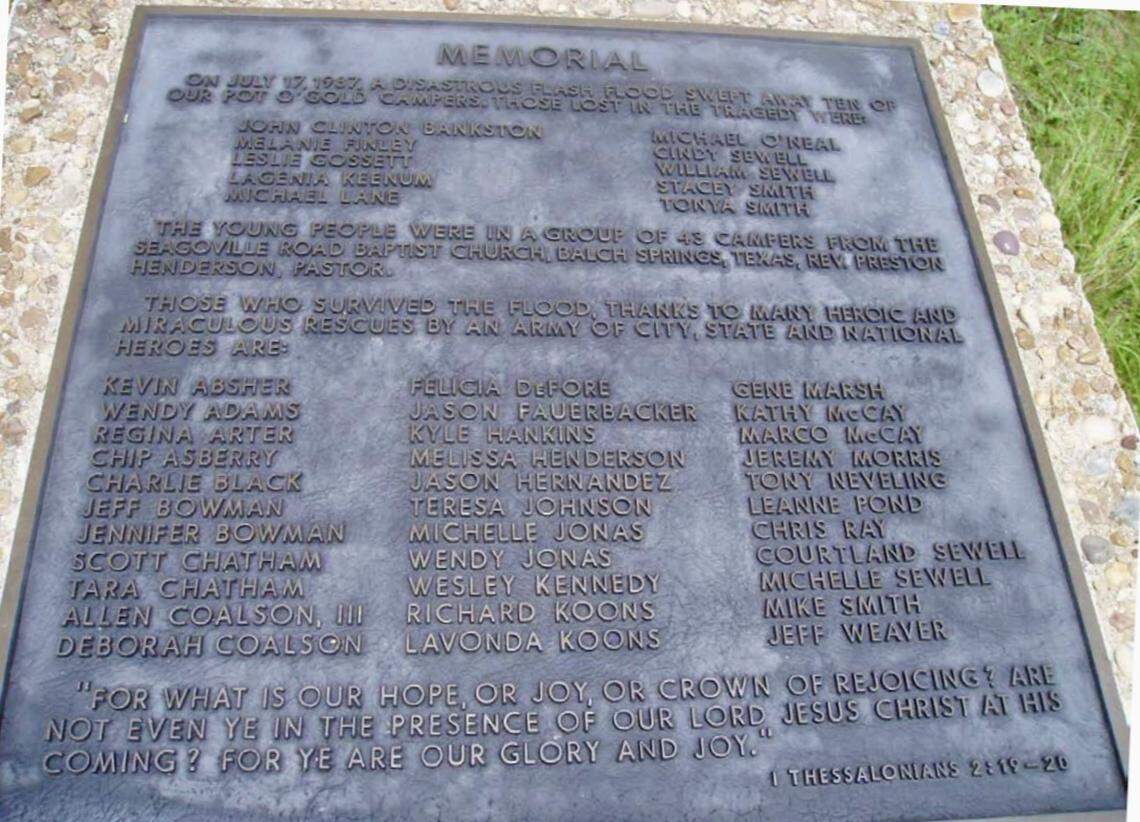 MEMORIAL
ON JULY 17, 1987, A DISASTROUS FLASH FLOOD SWEPT AWAY TEN OF
OUR POT O'GOLD CAMPERS. THOSE LOST IN THE TRAGEDY WERE:
JOHN CLINTON BANKSTON
MELANIE FINLEY
LESLIE GOSSETT
LAGENIA KEENUM
MICHAEL LANE
MICHAEL O'NEAL
CINDY SEWELL
WILLIAM SEWELL
STACEY SMITH
TONYA SMITH
THE YOUNG PEOPLE WERE IN A GROUP OF 43 CAMPERS FROM THE
SEAGOVILLE ROAD BAPTIST CHURCH, BALCH SPRINGS, TEXAS, REV. PRESTON
HENDERSON, PASTOR.
THOSE WHO SURVIVED THE FLOOD, THANKS TO MANY HEROIC AND
MIRACULOUS RESCUES BY AN ARMY OF CITY, STATE AND NATIONAL
HEROES ARE:
KEVIN ABSHER
WENDY ADAMS
REGINA ARTER
CHIP ASBERRY
CHARLIE BLACK
JEFF BOWMAN
JENNIFER BOWMAN
SCOTT CHATHAM
TARA CHATHAM
ALLEN COALSON, III
DEBORAH COALSON
FELICIA DeFORE
JASON FAUERBACKER
KYLE HANKINS
MELISSA HENDERSON
JASON HERNANDEZ
TERESA JOHNSON
MICHELLE JONAS
WENDY JONAS
WESLEY KENNEDY
RICHARD KOONS
LAVONDA KOONS
GENE MARSH
KATHY McCAY
MARCO McCAY
JEREMY MORRIS
TONY NEVELING
LEANNE POND
CHRIS RAY
COURTLAND SEWELL
MICHELLE SEWELL
MIKE SMITH
JEFF WEAVER
"FOR WHAT IS OUR HOPE, OR JOY, OR CROWN OF REJOICING? ARE
NOT EVEN YE IN THE PRESENCE OF OUR LORD JESUS CHRIST AT HIS
COMING? FOR YE ARE OUR GLORY AND JOY."
1 THESSALONIANS 2:19-20